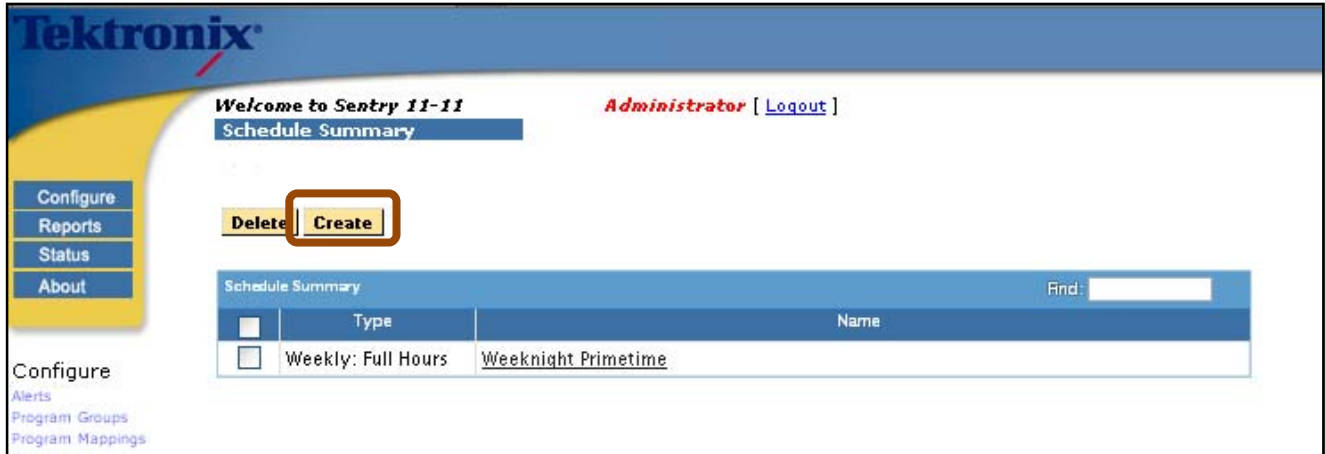 Tektronix
Welcome to Sentry 11-11
Administrator [ Logout ]
Schedule Summary
Configure
Reports
Status
About
Delete
Create
Schedule Summary
Find:
Type
Name
Weekly: Full Hours
Weeknight Primetime
Configure
Alerts
Program Groups
Program Mappings